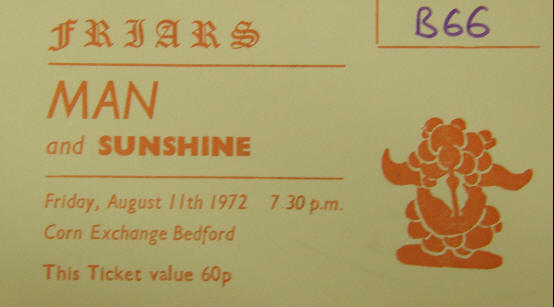 B66
FRIARS
MAN
and SUNSHINE
Friday, August 11th 1972 7.30 p.m.
Corn Exchange Bedford
This Ticket value 60p